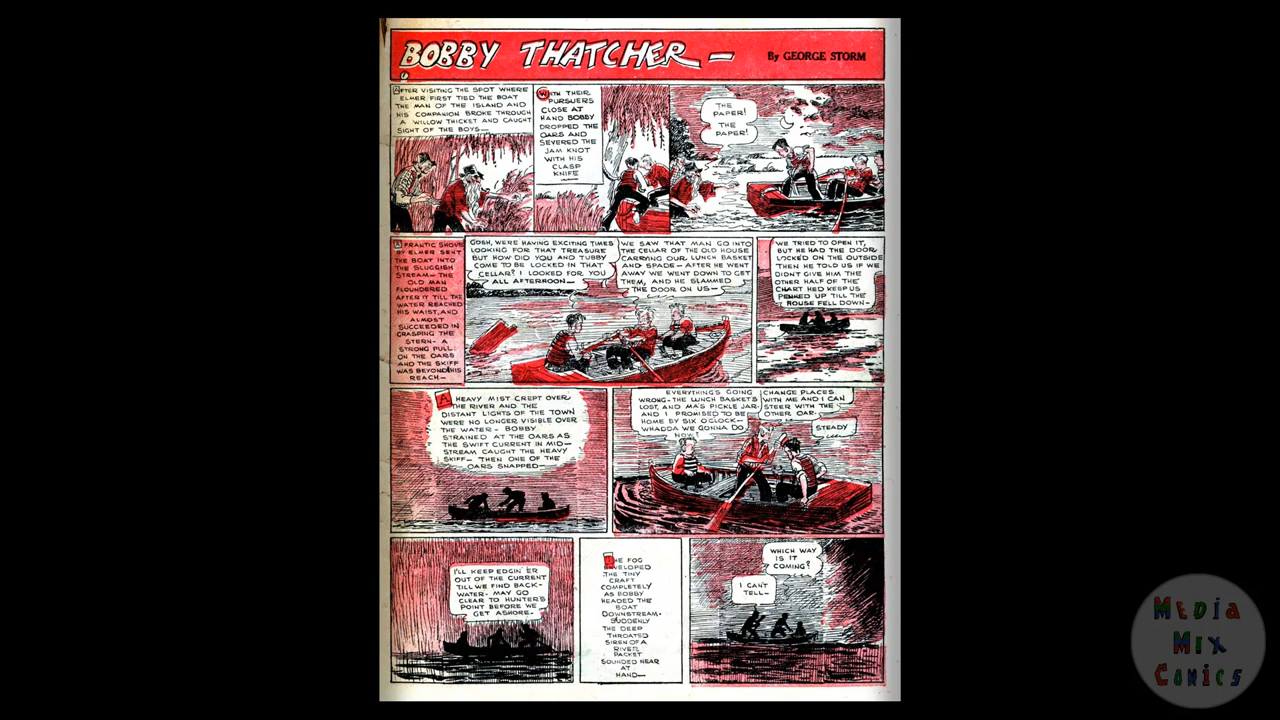 BOBBY THATCHER —
By GEORGE STORM
AFTER VISITING THE SPOT WHERE
ELMER FIRST TIED THE BOAT
THE MAN OF THE ISLAND AND
HIS COMPANION BROKE THROUGH
A WILLOW THICKET AND CAUGHT
SIGHT OF THE BOYS—
WITH THEIR
PURSUERS
CLOSE AT
HAND BOBBY
DROPPED THE
OARS AND
SEVERED THE
JAM KNOT
WITH HIS
CLASP
KNIFE
THE
PAPER!
THE
PAPER!
A FRANTIC SHOVE
BY ELMER SENT
THE BOAT INTO
THE SLUGGISH
STREAM— THE
OLD MAN
FLOUNDERED
AFTER IT TILL THE
WATER REACHED
HIS WAIST, AND
ALMOST
SUCCEEDED IN
GRASPING THE
STERN— A
STRONG PULL
ON THE OARS
AND THE SKIFF
WAS BEYOND HIS
REACH—
GOSH, WERE HAVING EXCITING TIMES
LOOKING FOR THAT TREASURE
BUT HOW DID YOU AND TUBBY
COME TO BE LOCKED IN THAT
CELLAR? I LOOKED FOR YOU
ALL AFTERNOON—
WE SAW THAT MAN GO INTO
THE CELLAR OF THE OLD HOUSE
CARRYING OUR LUNCH BASKET
AND SPADE— AFTER HE WENT
AWAY WE WENT DOWN TO GET
THEM, AND HE SLAMMED
THE DOOR ON US—
WE TRIED TO OPEN IT,
BUT HE HAD THE DOOR
LOCKED ON THE OUTSIDE
THEN HE TOLD US IF WE
DIDN'T GIVE HIM THE
OTHER HALF OF THE
CHART HE'D KEEP US
PENNED UP TILL THE
HOUSE FELL DOWN—
A HEAVY MIST CREPT OVER
THE RIVER AND THE
DISTANT LIGHTS OF THE TOWN
WERE NO LONGER VISIBLE OVER
THE WATER— BOBBY
STRAINED AT THE OARS AS
THE SWIFT CURRENT IN MID-
STREAM CAUGHT THE HEAVY
SKIFF— THEN ONE OF THE
OARS SNAPPED—
EVERYTHING'S GOING
WRONG—THE LUNCH BASKETS
LOST, AND MA'S PICKLE JAR
AND I PROMISED TO BE
HOME BY SIX O'CLOCK—
WHADDA WE GONNA DO
NOW!
CHANGE PLACES
WITH ME AND I CAN
STEER WITH THE
OTHER OAR—
STEADY
I'LL KEEP EDGIN' 'ER
OUT OF THE CURRENT
TILL WE FIND BACK-
WATER- MAY GO
CLEAR TO HUNTER'S
POINT BEFORE WE
GET ASHORE-
THE FOG
ENVELOPED
THE TINY
CRAFT
COMPLETELY
AS BOBBY
HEADED THE
BOAT
DOWNSTREAM-
SUDDENLY
THE DEEP
THROATED
SIREN OF A
RIVER
PACKET
SOUNDED NEAR
AT
HAND—
WHICH WAY
IS IT
COMING?
I CAN'T
TELL—
MEDIA
MIX
COMICS